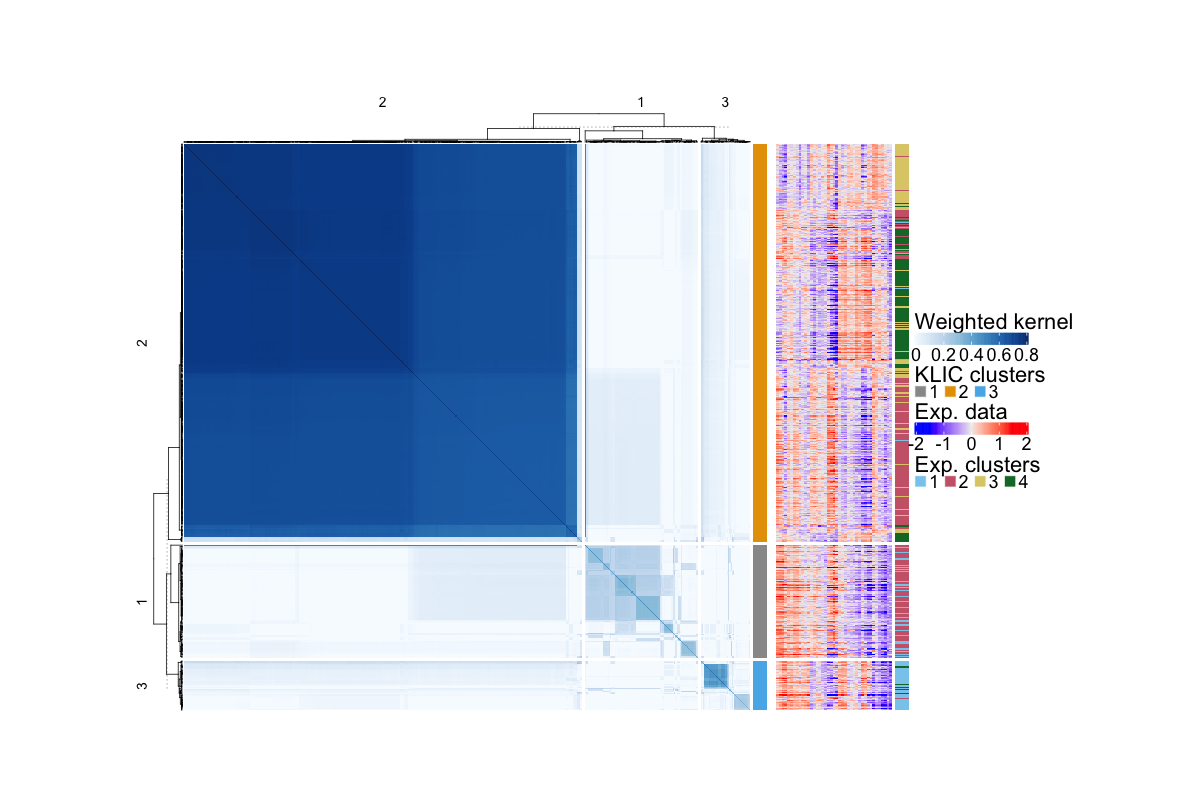 2 1 3
2
1
3
Weighted kernel
0 0.2 0.4 0.6 0.8
KLIC clusters
1 2 3
Exp. data
-2 -1 0 1 2
Exp. clusters
1 2 3 4